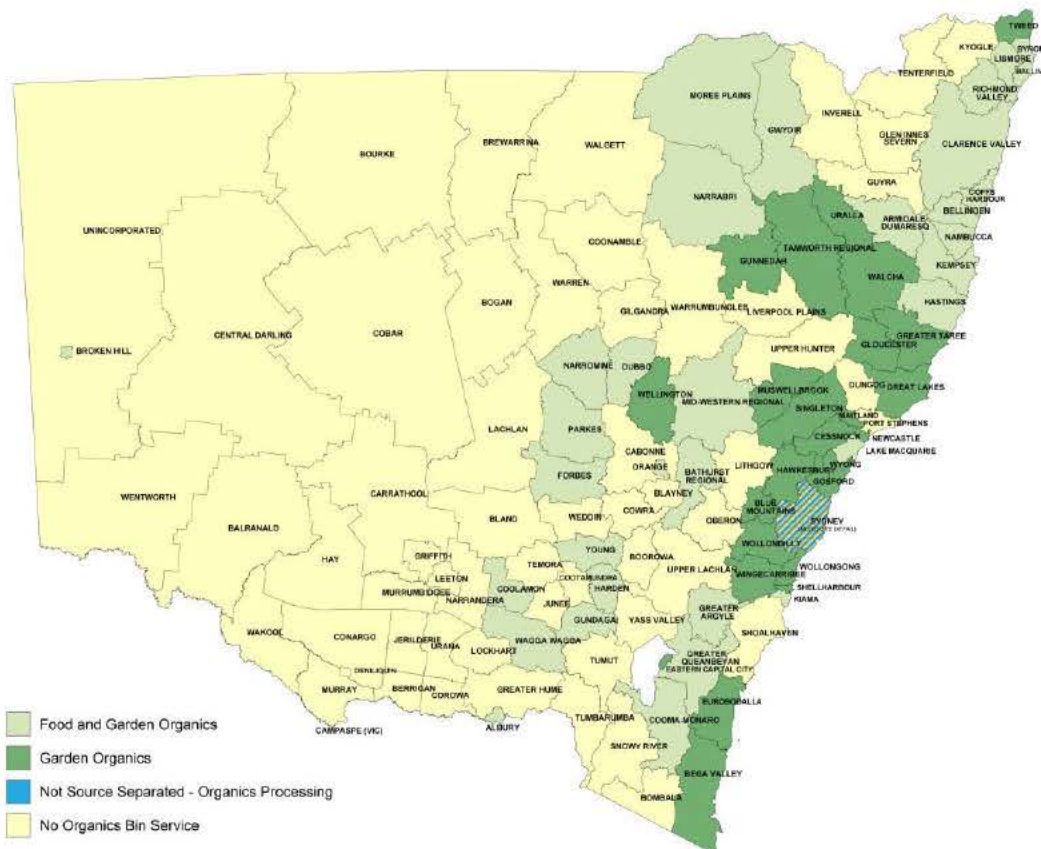 TWEED
KYOGLE
BYRON
LISMORE
TENTERFIELD
RICHMOND
VALLEY
MOREE PLAINS
INVERELL
GWYDIR
GLEN INNES
SEVERN
CLARENCE VALLEY
BOURKE
BREWARRINA
WALGETT
GUYRA
NARRABRI
COFFS
HARBOUR
BELLINGEN
ARMIDALE-
DUMARESQ
URALLA
NAMBUCCA
UNINCORPORATED
COONAMBLE
TAMWORTH REGIONAL
GUNNEDAH
KEMPSEY
WALCHA
WARREN
HASTINGS
BOGAN
GILGANDRA
WARRUMBUNGLES
LIVERPOOL PLAINS
CENTRAL DARLING
COBAR
GREATER TAREE
GLOUCESTER
BROKEN HILL
UPPER HUNTER
NARROMINE
DUBBO
DUNGOG
GREAT LAKES
WELLINGTON
MUSWELLBROOK
MID-WESTERN REGIONAL
SINGLETON
MAITLAND
PORT STEPHENS
LACHLAN
PARKES
CESSNOCK
NEWCASTLE
CABONNE
LAKE MACQUARIE
ORANGE
LITHGOW
WYONG
FORBES
BATHURST
REGIONAL
HAWKESBURY
GOSFORD
CARRATHOOL
BLAYNEY
WENTWORTH
BLUE
MOUNTAINS
BLAND
WEDDIN
COWRA
OBERON
SYDNEY
BALRANALD
WOLLONDILLY
YOUNG
HAY
GRIFFITH
TEMORA
BOOROWA
UPPER LACHLAN
WOLLONGONG
LEETON
COOTAMUNDRA
WINGECARRIBEE
SHELLHARBOUR
MURRUMBIDGEE
NARRANDERA
COOLAMON
HARDEN
KIAMA
JUNEE
GREATER
ARGYLE
GUNDAGAI
YASS VALLEY
WAKOOL
CONARGO
JERILDERIE
URANA
LOCKHART
WAGGA WAGGA
SHOALHAVEN
GREATER
QUEANBEYAN
EASTERN CAPITAL CITY
TUMUT
DENILIQUIN
MURRAY
BERRIGAN
COROWA
GREATER HUME
EUROBODALLA
CAMPASPE (VIC)
ALBURY
TUMBARUMBA
COOMA-MONARO
SNOWY RIVER
BEGA VALLEY
BOMBALA
Food and Garden Organics
Garden Organics
Not Source Separated - Organics Processing
No Organics Bin Service